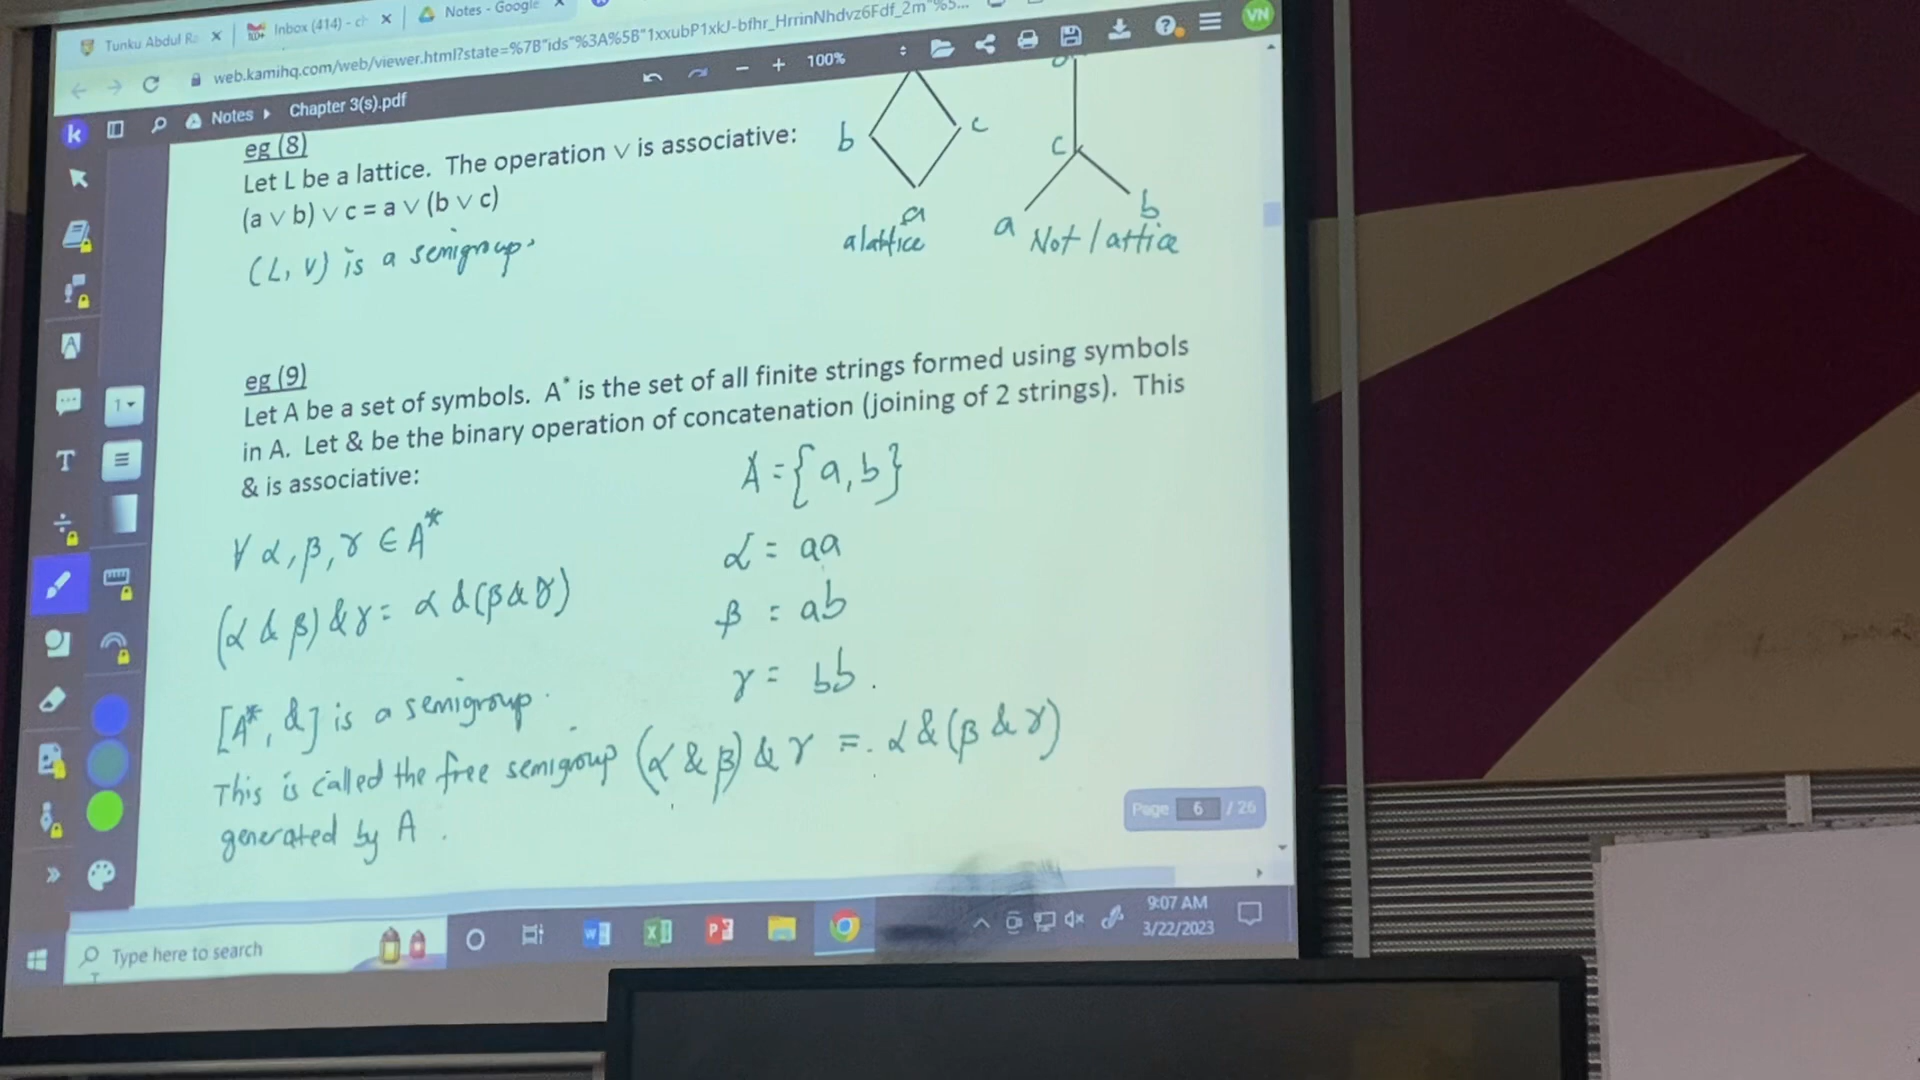 Tunku Abdul Ra
Inbox (414) - ch
Notes - Google
web.kamihq.com/web/viewer.html?state=%7B"ids"%3A%5B"1xxubP1xkJ-bfhr_HrrinNhdvz6Fdf_2m"%5...
VN
k
Notes
Chapter 3(s).pdf
100%
eg (8)
Let L be a lattice. The operation ∨ is associative:
(a ∨ b) ∨ c = a ∨ (b ∨ c)
(L, ∨) is a semigroup.
b
c
a
a lattice
c
a
b
Not lattice
eg (9)
Let A be a set of symbols. A* is the set of all finite strings formed using symbols
in A. Let & be the binary operation of concatenation (joining of 2 strings). This
& is associative:
A = {a, b}
∀ α, β, γ ∈ A*
α = aa
(α & β) & γ = α & (β & γ)
β = ab
γ = bb.
[A*, &] is a semigroup.
(α & β) & γ = α & (β & γ)
This is called the free semigroup
generated by A.
Page 6 / 26
1
T
Type here to search
9:07 AM
3/22/2023